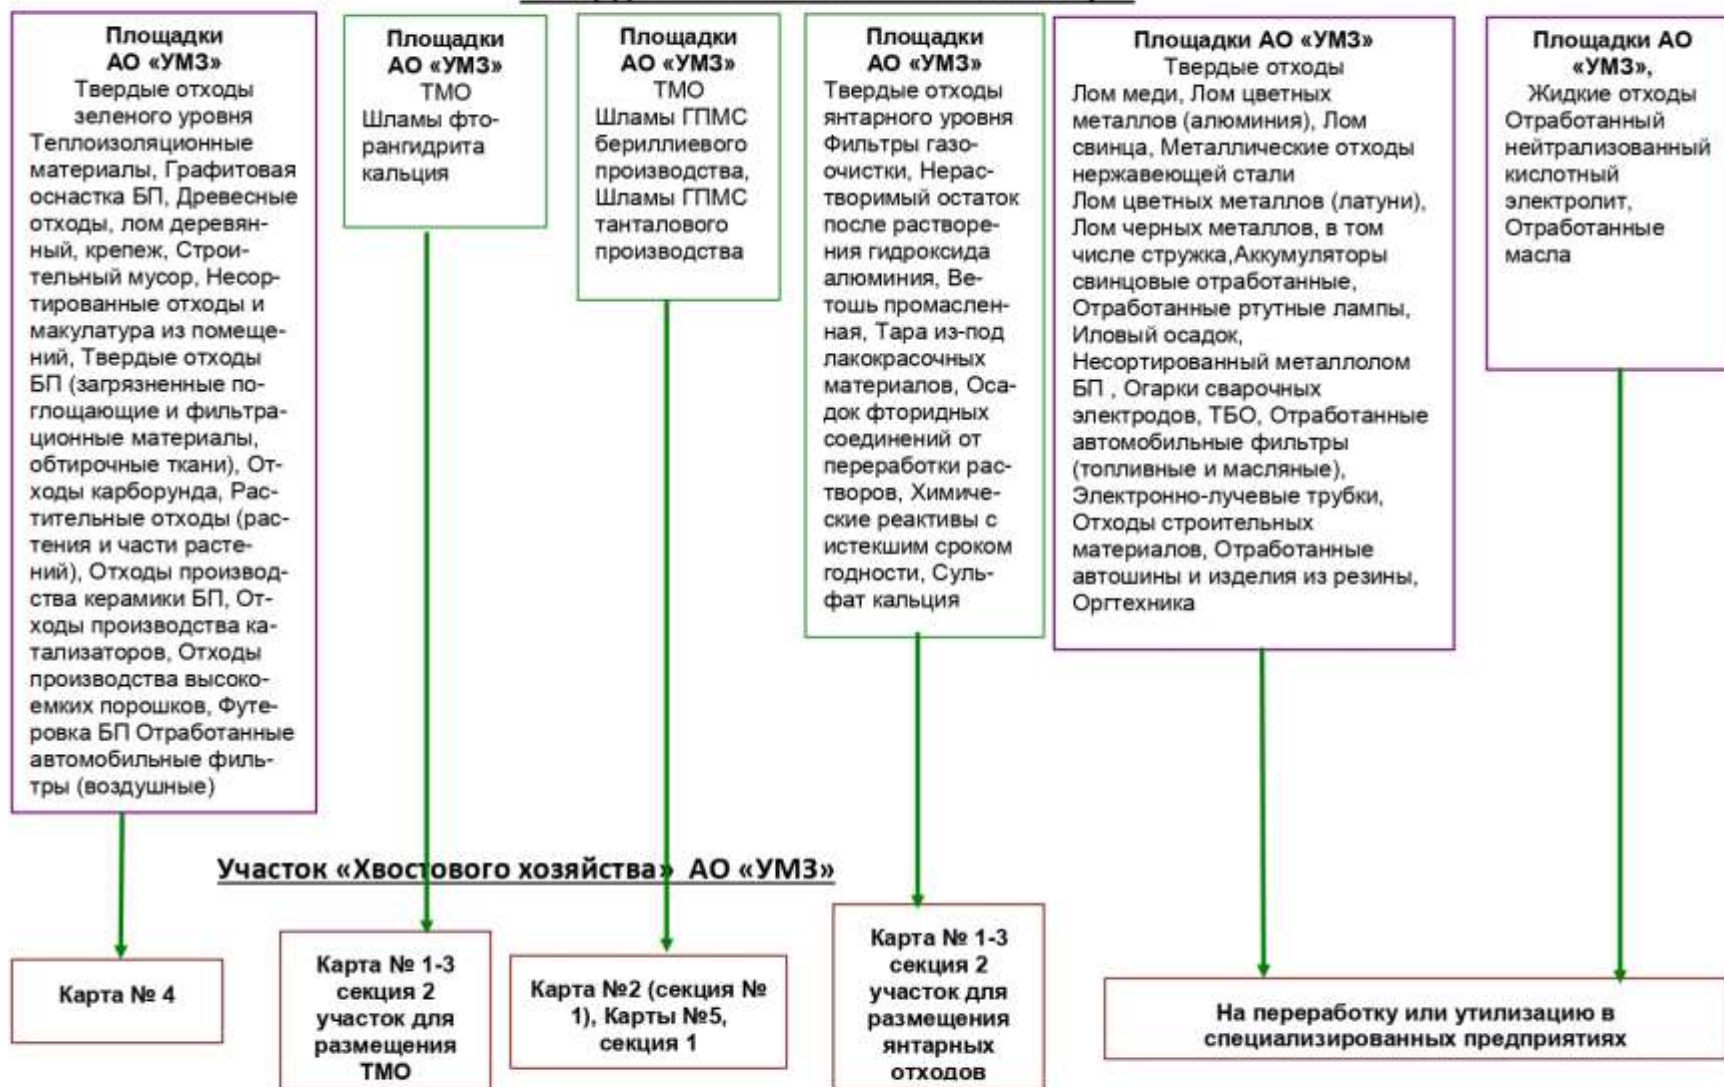 Площадки
АО «УМЗ»
Твердые отходы
зеленого уровня
Теплоизоляционные
материалы, Графитовая
оснастка БП, Древесные
отходы, лом деревян-
ный, крепеж, Строи-
тельный мусор, Несор-
тированные отходы и
макулатура из помеще-
ний, Твердые отходы
БП (загрязненные по-
глощающие и фильтра-
ционные материалы,
обтирочные ткани), От-
ходы карборунда, Рас-
тительные отходы (рас-
тения и части расте-
ний), Отходы производ-
ства керамики БП, От-
ходы производства ка-
тализаторов, Отходы
производства высоко-
емких порошков, Футе-
ровка БП Отработанные
автомобильные филь-
тры (воздушные)
Площадки
АО «УМЗ»
ТМО
Шламы фто-
рангидрита
кальция
Площадки
АО «УМЗ»
ТМО
Шламы ГПМС
бериллиевого
производства,
Шламы ГПМС
танталового
производства
Площадки
АО «УМЗ»
Твердые отходы
янтарного уровня
Фильтры газо-
очистки, Нерас-
творимый остаток
после растворе-
ния гидроксида
алюминия, Ве-
тошь промаслен-
ная, Тара из-под
лакокрасочных
материалов, Оса-
док фторидных
соединений от
переработки рас-
творов, Химиче-
ские реактивы с
истекшим сроком
годности, Суль-
фат кальция
Площадки АО «УМЗ»
Твердые отходы
Лом меди, Лом цветных
металлов (алюминия), Лом
свинца, Металлические отходы
нержавеющей стали
Лом цветных металлов (латуни),
Лом черных металлов, в том
числе стружка,Аккумуляторы
свинцовые отработанные,
Отработанные ртутные лампы,
Иловый осадок,
Несортированный металлолом
БП , Огарки сварочных
электродов, ТБО, Отработанные
автомобильные фильтры
(топливные и масляные),
Электронно-лучевые трубки,
Отходы строительных
материалов, Отработанные
автошины и изделия из резины,
Оргтехника
Площадки АО
«УМЗ»,
Жидкие отходы
Отработанный
нейтрализованный
кислотный
электролит,
Отработанные
масла
Участок «Хвостового хозяйства» АО «УМЗ»
Карта № 4
Карта № 1-3
секция 2
участок для
размещения
ТМО
Карта №2 (секция №
1), Карты №5,
секция 1
Карта № 1-3
секция 2
участок для
размещения
янтарных
отходов
На переработку или утилизацию в
специализированных предприятиях